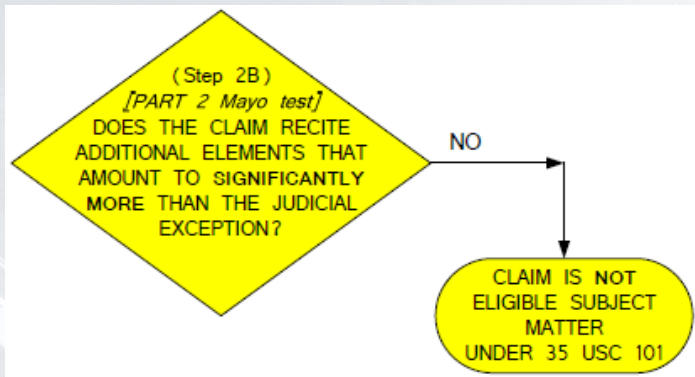 (Step 2B)
[PART 2 Mayo test]
DOES THE CLAIM RECITE
ADDITIONAL ELEMENTS THAT
AMOUNT TO SIGNIFICANTLY
MORE THAN THE JUDICIAL
EXCEPTION?
NO
CLAIM IS NOT
ELIGIBLE SUBJECT
MATTER
UNDER 35 USC 101